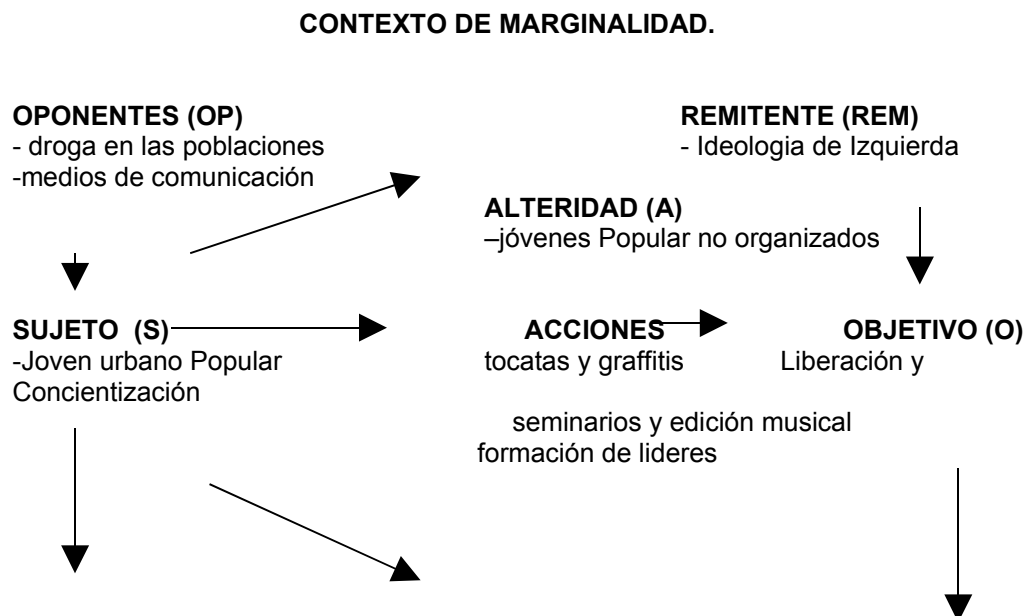 CONTEXTO DE MARGINALIDAD.
OPONENTES (OP)
- droga en las poblaciones
-medios de comunicación
REMITENTE (REM)
- Ideologia de Izquierda
ALTERIDAD (A)
–jóvenes Popular no organizados
SUJETO (S)
-Joven urbano Popular
Concientización
ACCIONES
tocatas y graffitis
seminarios y edición musical
formación de lideres
OBJETIVO (O)
Liberación y